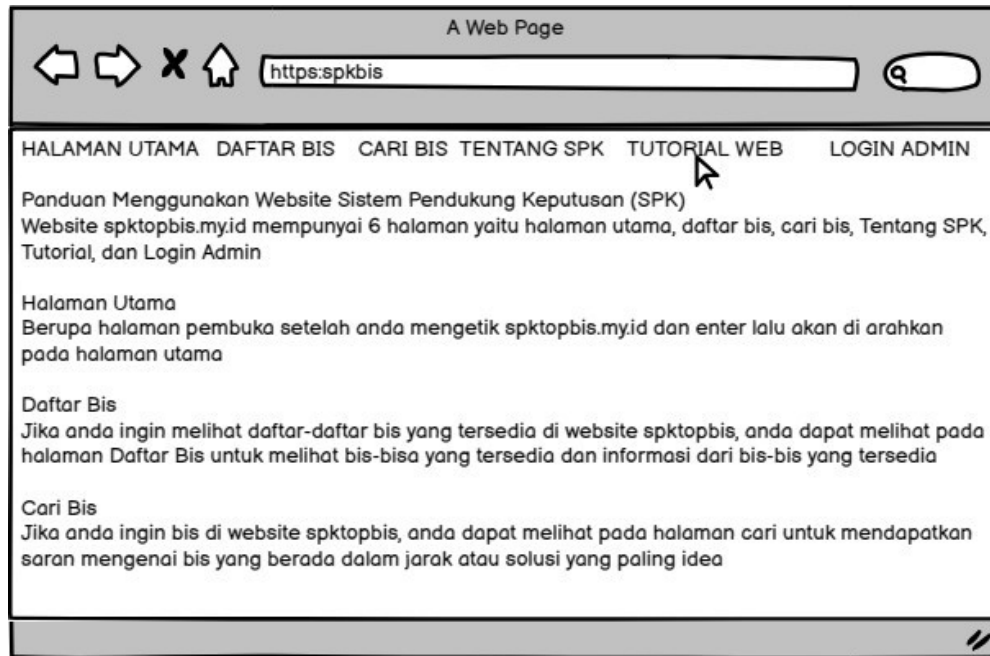 A Web Page
https:spkbis
HALAMAN UTAMA DAFTAR BIS CARI BIS TENTANG SPK TUTORIAL WEB LOGIN ADMIN
Panduan Menggunakan Website Sistem Pendukung Keputusan (SPK)
Website spktopbis.my.id mempunyai 6 halaman yaitu halaman utama, daftar bis, cari bis, Tentang SPK,
Tutorial, dan Login Admin
Halaman Utama
Berupa halaman pembuka setelah anda mengetik spktopbis.my.id dan enter lalu akan di arahkan
pada halaman utama
Daftar Bis
Jika anda ingin melihat daftar-daftar bis yang tersedia di website spktopbis, anda dapat melihat pada
halaman Daftar Bis untuk melihat bis-bisa yang tersedia dan informasi dari bis-bis yang tersedia
Cari Bis
Jika anda ingin bis di website spktopbis, anda dapat melihat pada halaman cari untuk mendapatkan
saran mengenai bis yang berada dalam jarak atau solusi yang paling idea